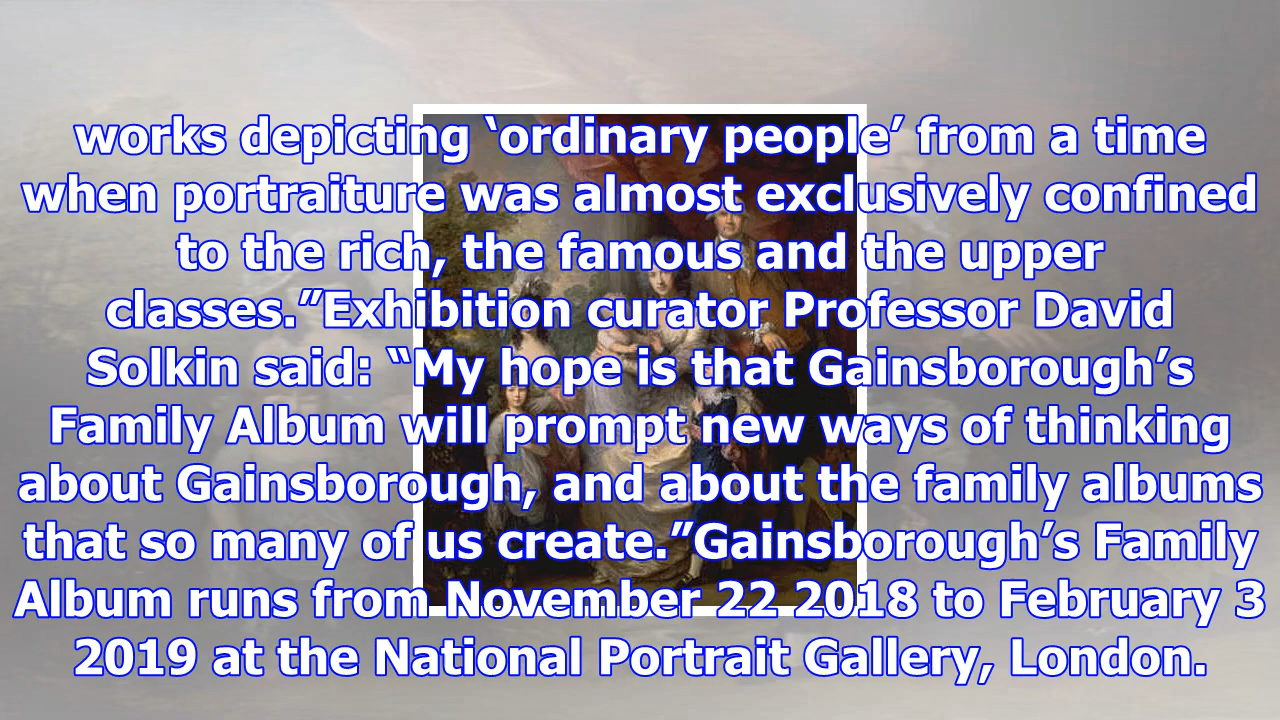 works depicting ‘ordinary people’ from a time
when portraiture was almost exclusively confined
to the rich, the famous and the upper
classes.”Exhibition curator Professor David
Solkin said: “My hope is that Gainsborough’s
Family Album will prompt new ways of thinking
about Gainsborough, and about the family albums
that so many of us create.”Gainsborough’s Family
Album runs from November 22 2018 to February 3
2019 at the National Portrait Gallery, London.